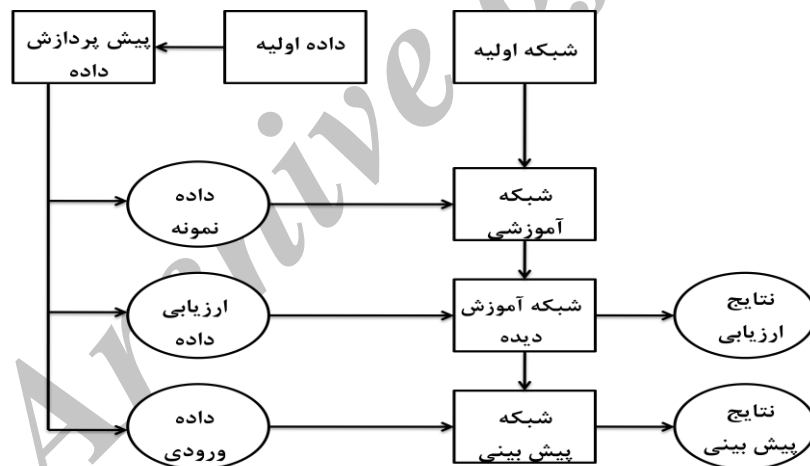 شبکه اولیه
داده اولیه
پیش پردازش
داده
شبکه
آموزشی
داده
نمونه
نتایج
ارزیابی
شبکه آموزش
دیده
ارزیابی
داده
نتایج
پیش بینی
شبکه
پیش بینی
داده
ورودی
Archive